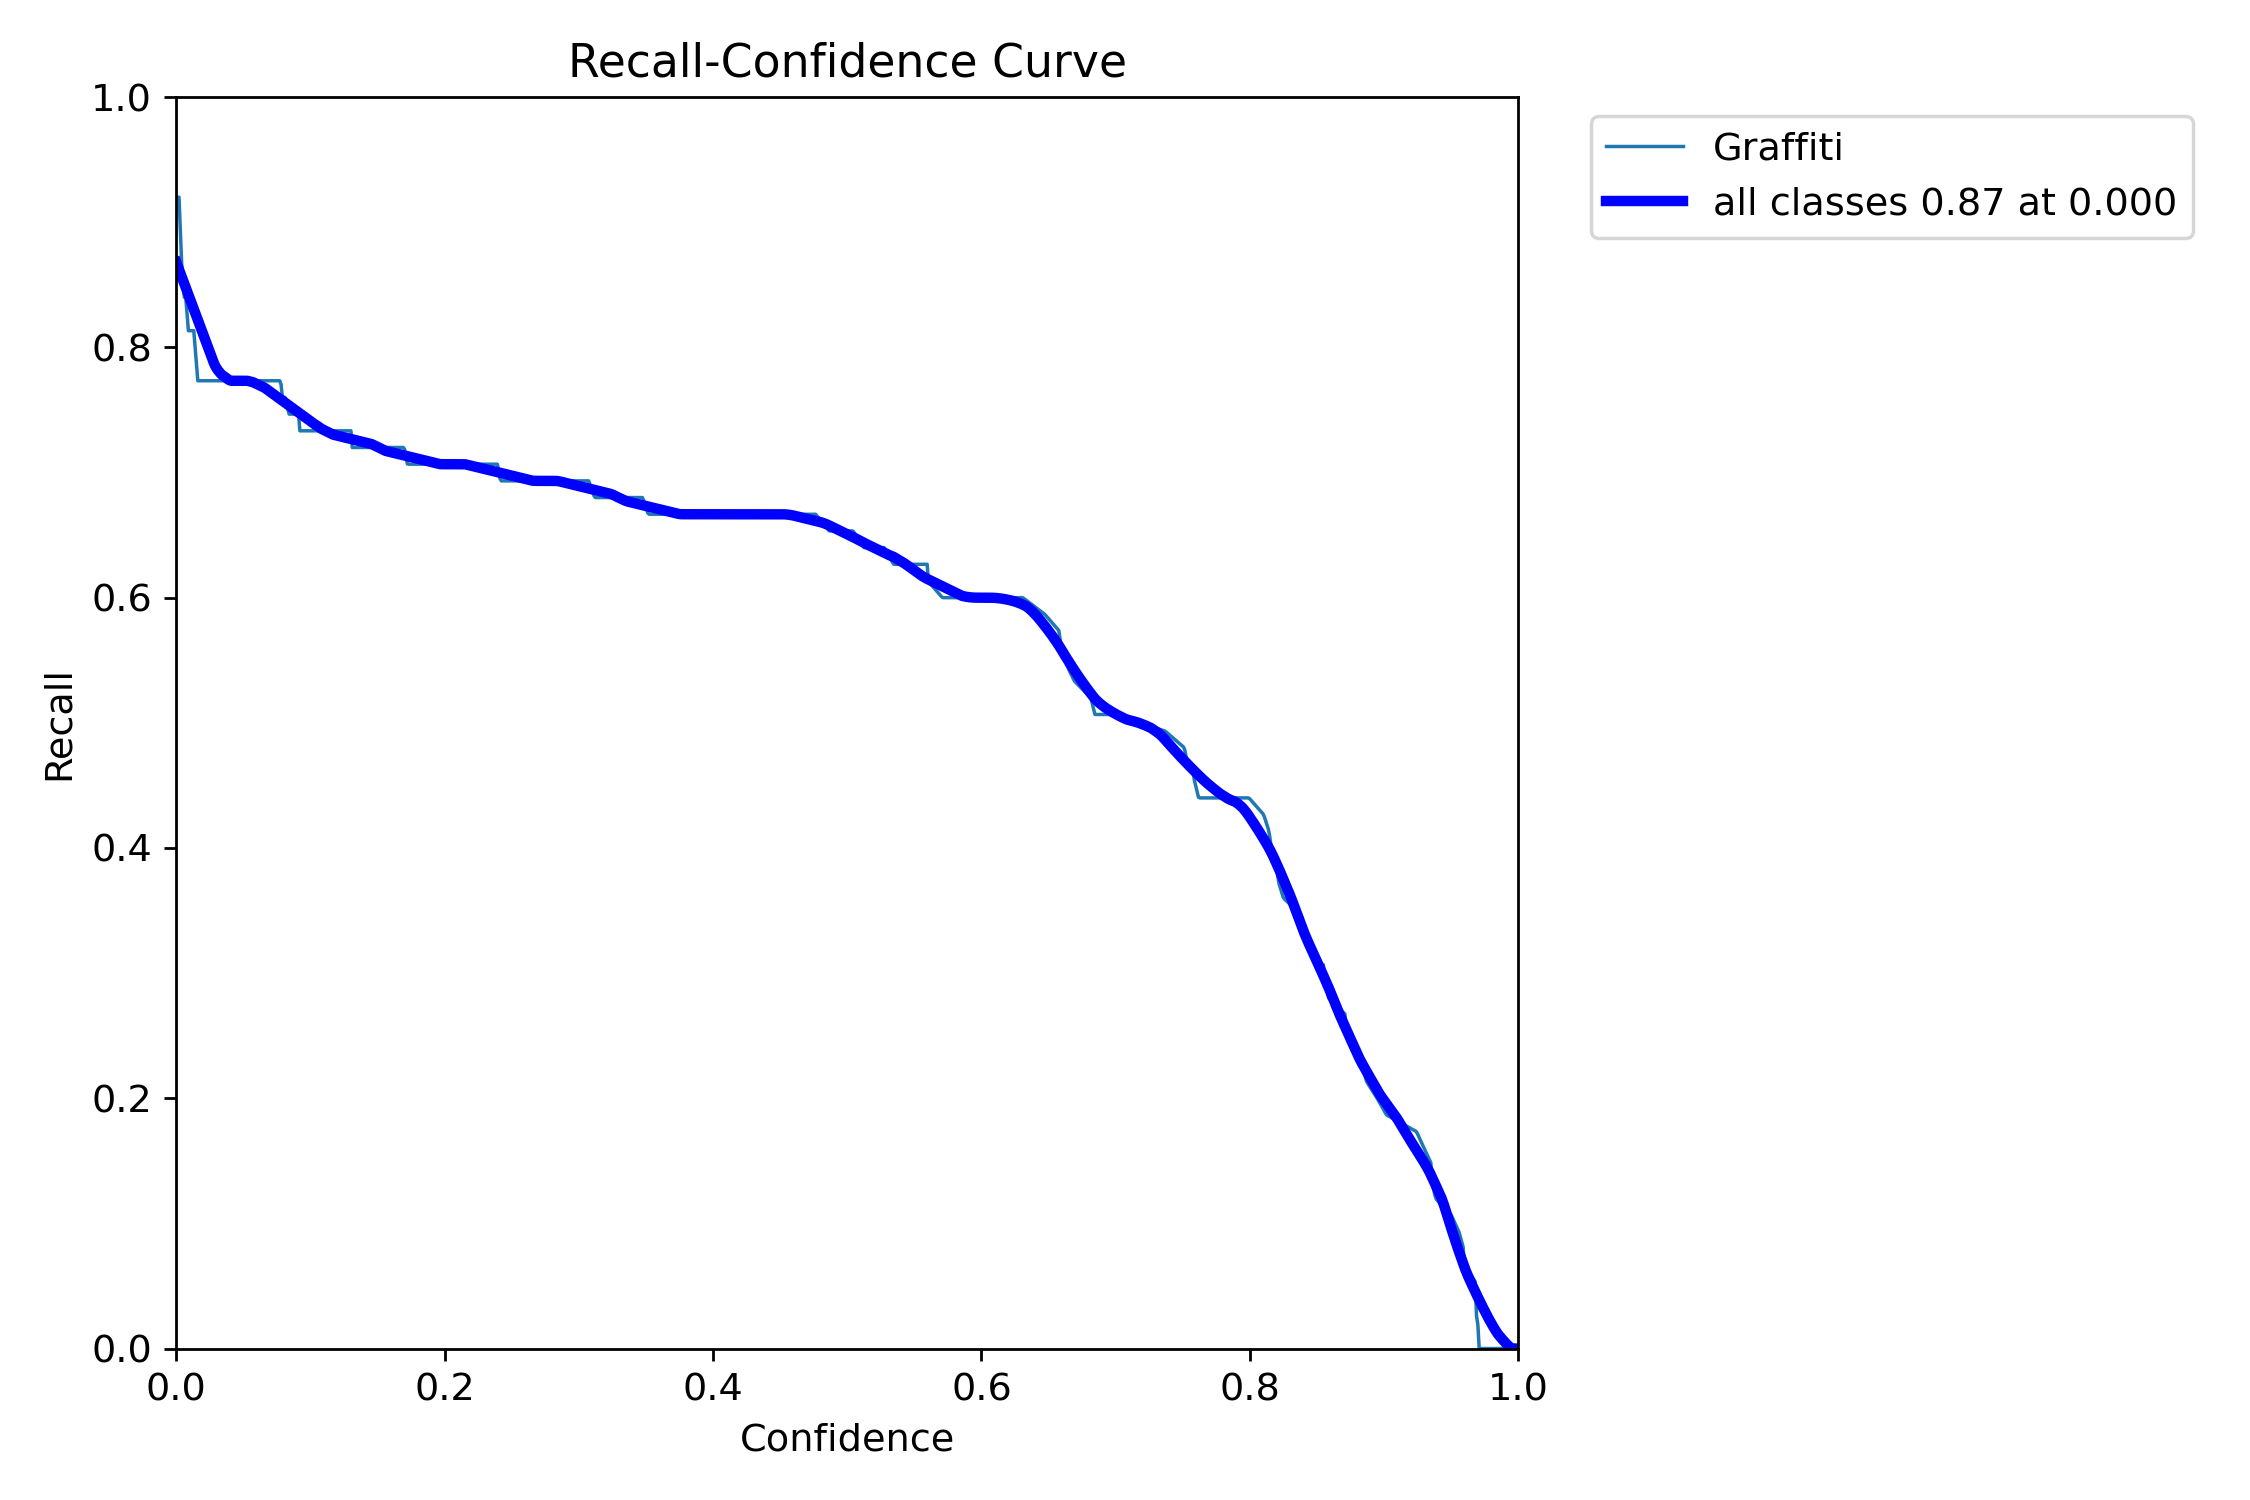 Recall-Confidence Curve
1.0
0.8
0.6
0.4
0.2
0.0
Recall
0.0 0.2 0.4 0.6 0.8 1.0
Confidence
Graffiti
all classes 0.87 at 0.000